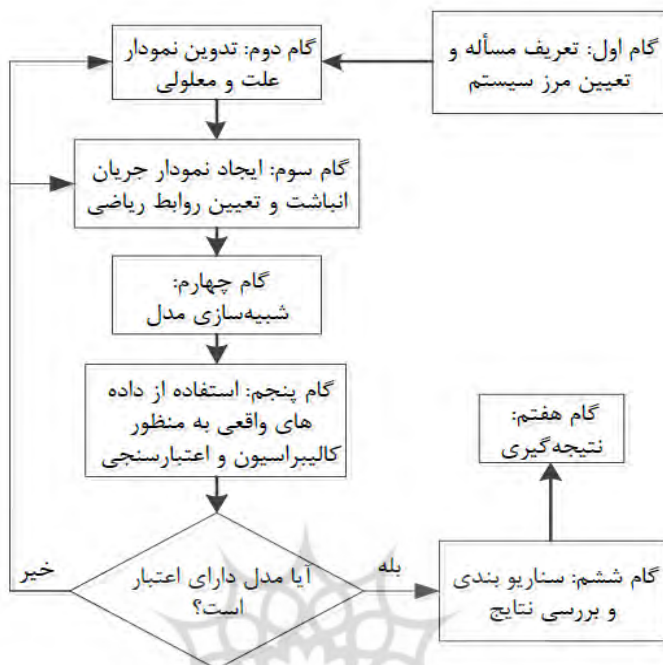 گام اول: تعریف مسأله و
تعیین مرز سیستم
گام دوم: تدوین نمودار
علت و معلولی
گام سوم: ایجاد نمودار جریان
انباشت و تعیین روابط ریاضی
گام چهارم:
شبیه‌سازی مدل
گام پنجم: استفاده از داده
های واقعی به منظور
کالیبراسیون و اعتبارسنجی
آیا مدل دارای اعتبار
است؟
خیر
بله
گام ششم: سناریو بندی
و بررسی نتایج
گام هفتم:
نتیجه‌گیری